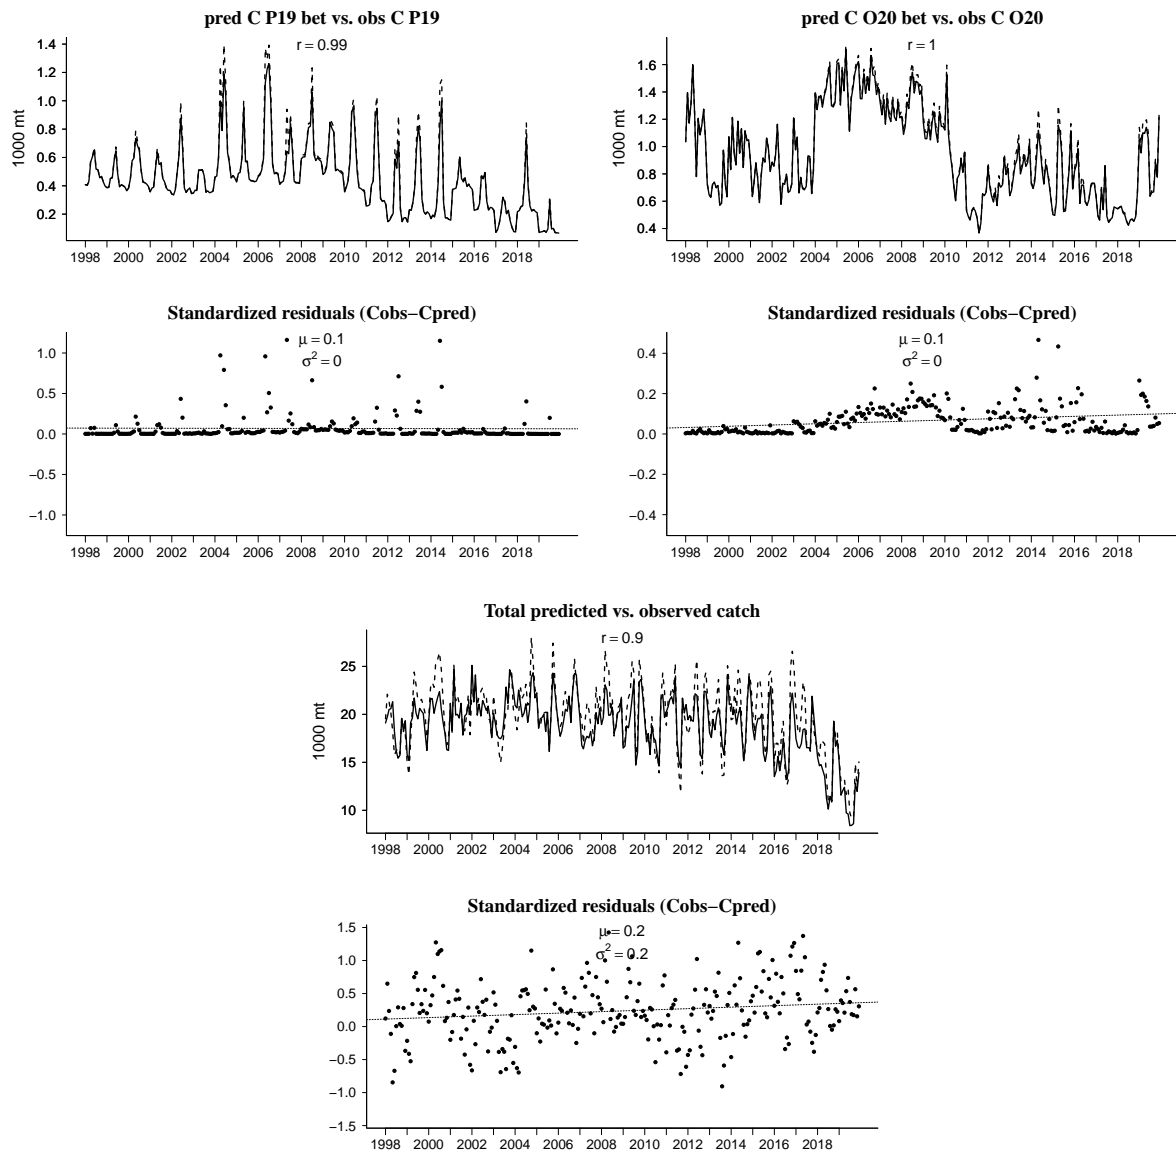 pred C P19 bet vs. obs C P19
r = 0.99
1000 mt
1.4
1.2
1.0
0.8
0.6
0.4
0.2
1998 2000 2002 2004 2006 2008 2010 2012 2014 2016 2018
pred C O20 bet vs. obs C O20
r = 1
1000 mt
1.6
1.4
1.2
1.0
0.8
0.6
0.4
1998 2000 2002 2004 2006 2008 2010 2012 2014 2016 2018
Standardized residuals (Cobs−Cpred)
μ = 0.1
σ² = 0
1.0
0.5
0.0
−0.5
−1.0
1998 2000 2002 2004 2006 2008 2010 2012 2014 2016 2018
Standardized residuals (Cobs−Cpred)
μ = 0.1
σ² = 0
0.4
0.2
0.0
−0.2
−0.4
1998 2000 2002 2004 2006 2008 2010 2012 2014 2016 2018
Total predicted vs. observed catch
r = 0.9
1000 mt
25
20
15
10
1998 2000 2002 2004 2006 2008 2010 2012 2014 2016 2018
Standardized residuals (Cobs−Cpred)
μ = 0.2
σ² = 0.2
1.5
1.0
0.5
0.0
−0.5
−1.0
−1.5
1998 2000 2002 2004 2006 2008 2010 2012 2014 2016 2018